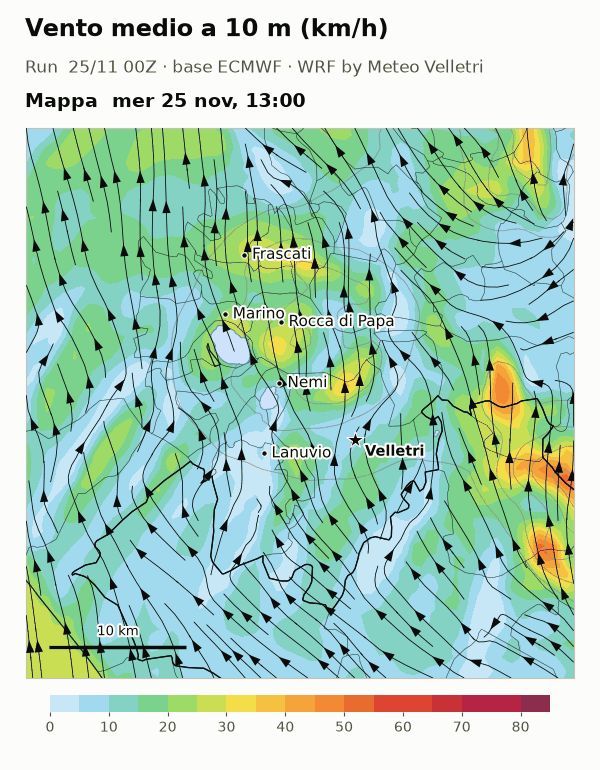 Vento medio a 10 m (km/h)
Run  25/11 00Z · base ECMWF · WRF by Meteo Velletri
Mappa  mer 25 nov, 13:00
Frascati
Marino
Rocca di Papa
Nemi
Velletri
Lanuvio
10 km
0 10 20 30 40 50 60 70 80